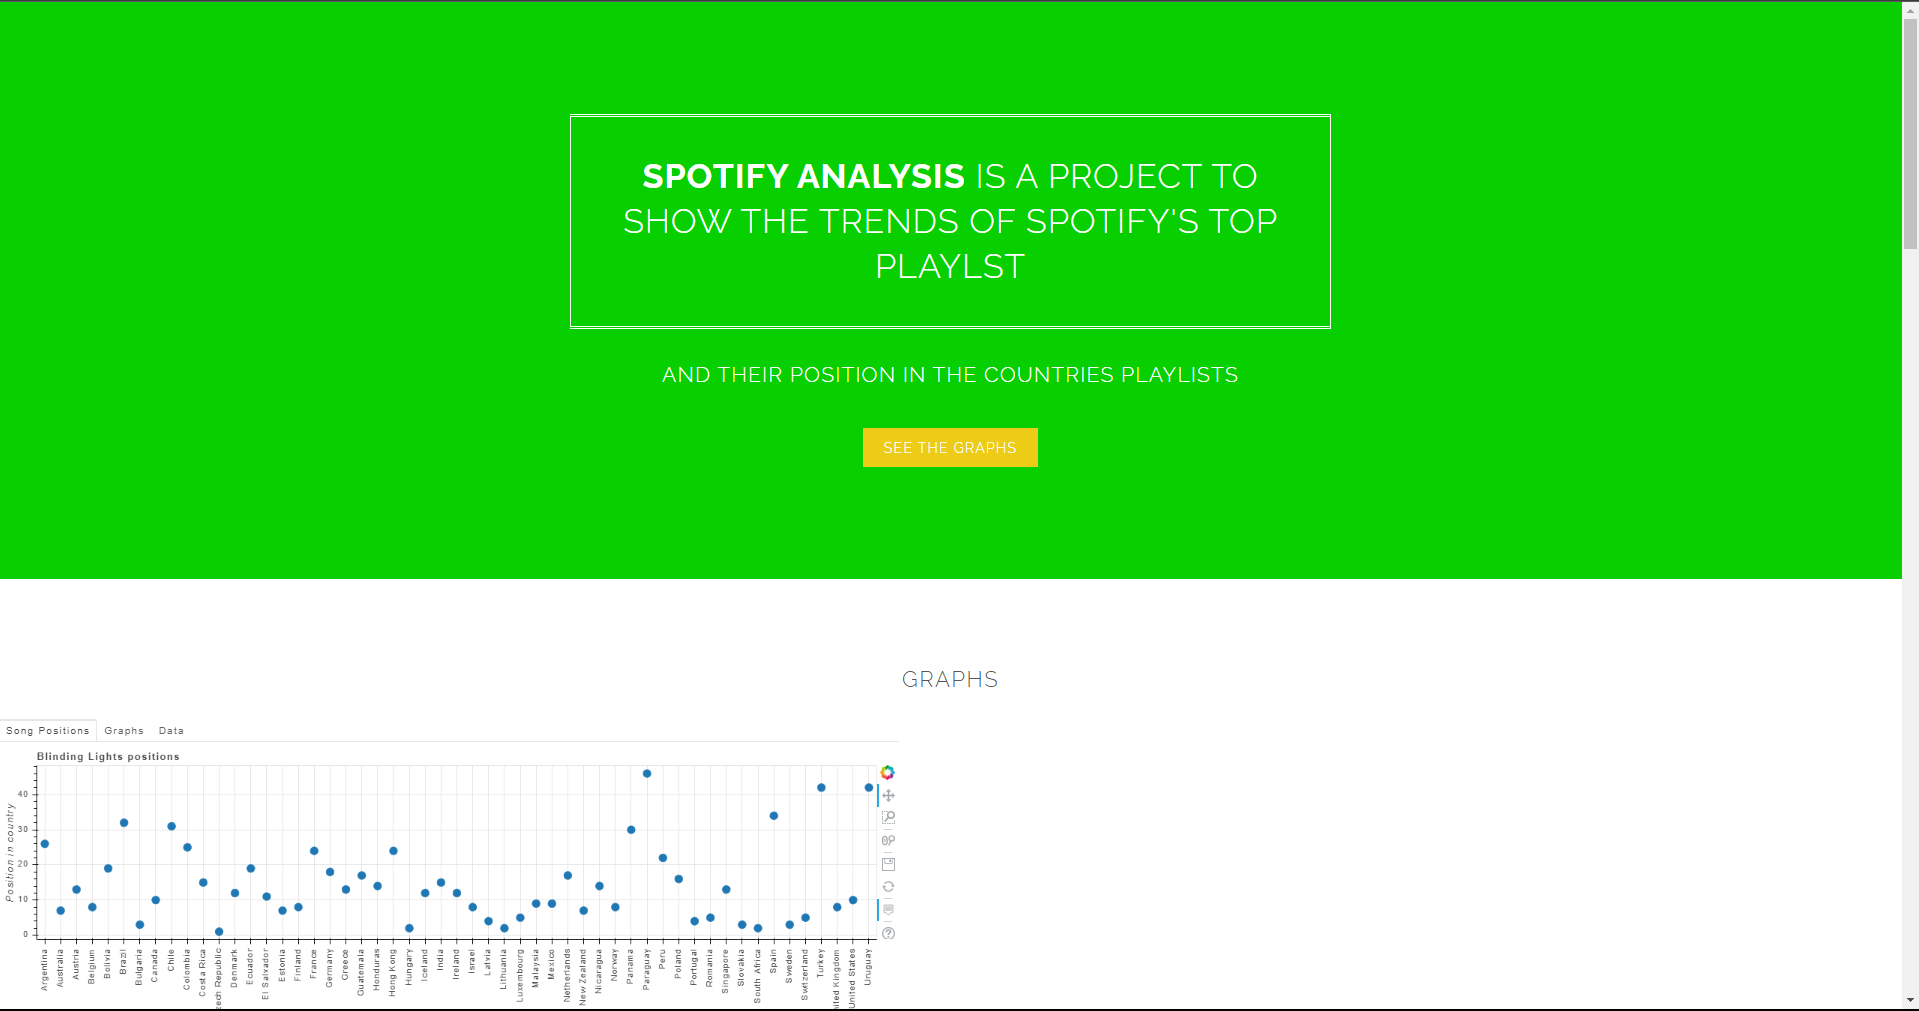 SPOTIFY ANALYSIS IS A PROJECT TO
SHOW THE TRENDS OF SPOTIFY'S TOP
PLAYLST
AND THEIR POSITION IN THE COUNTRIES PLAYLISTS
SEE THE GRAPHS
GRAPHS
Song Positions Graphs Data
Blinding Lights positions
Position in country
40
30
20
10
0
Argentina
Australia
Austria
Belgium
Bolivia
Brazil
Bulgaria
Canada
Chile
Colombia
Costa Rica
zech Republic
Denmark
Ecuador
El Salvador
Estonia
Finland
France
Germany
Greece
Guatemala
Honduras
Hong Kong
Hungary
Iceland
India
Ireland
Israel
Latvia
Lithuania
Luxembourg
Malaysia
Mexico
Netherlands
New Zealand
Nicaragua
Norway
Panama
Paraguay
Peru
Poland
Portugal
Romania
Singapore
Slovakia
South Africa
Spain
Sweden
Switzerland
Turkey
nited Kingdom
United States
Uruguay